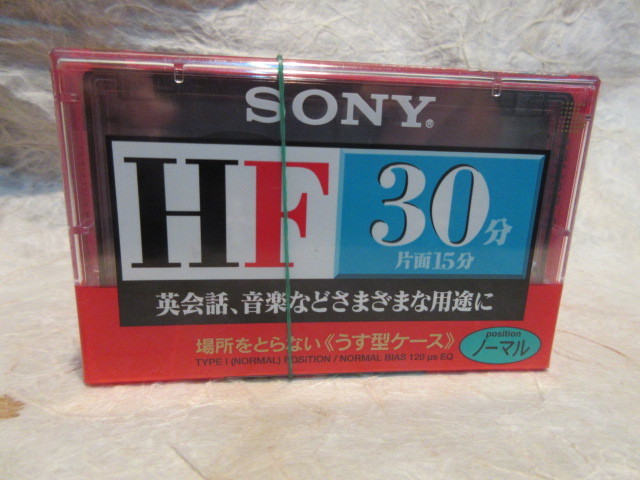 SONY®
HF
30分
片面15分
英会話、音楽などさまざまな用途に
場所をとらない《うす型ケース》
position
ノーマル
TYPE I (NORMAL) POSITION / NORMAL BIAS 120 µs EQ